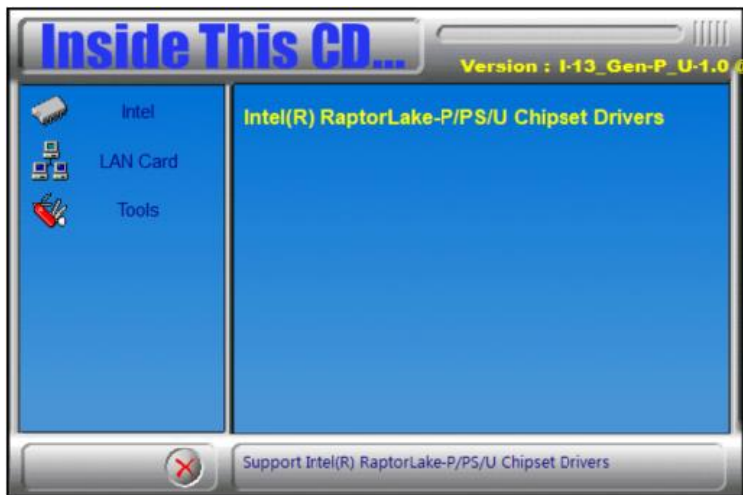 Inside This CD...
Version : I-13_Gen-P_U-1.0
Intel
LAN Card
Tools
Intel(R) RaptorLake-P/PS/U Chipset Drivers
Support Intel(R) RaptorLake-P/PS/U Chipset Drivers